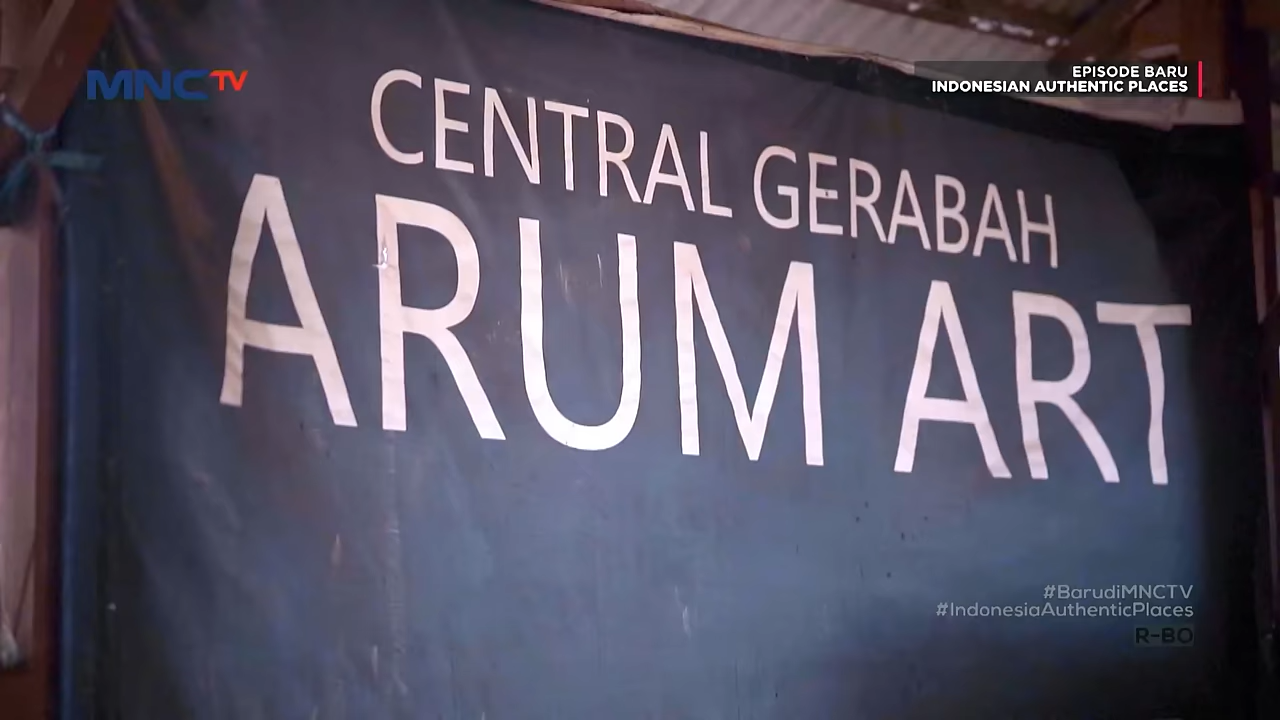 MNCTV
EPISODE BARU
INDONESIAN AUTHENTIC PLACES
CENTRAL GERABAH
ARUM ART
#BarudiMNCTV
#IndonesiaAuthenticPlaces
R-BO